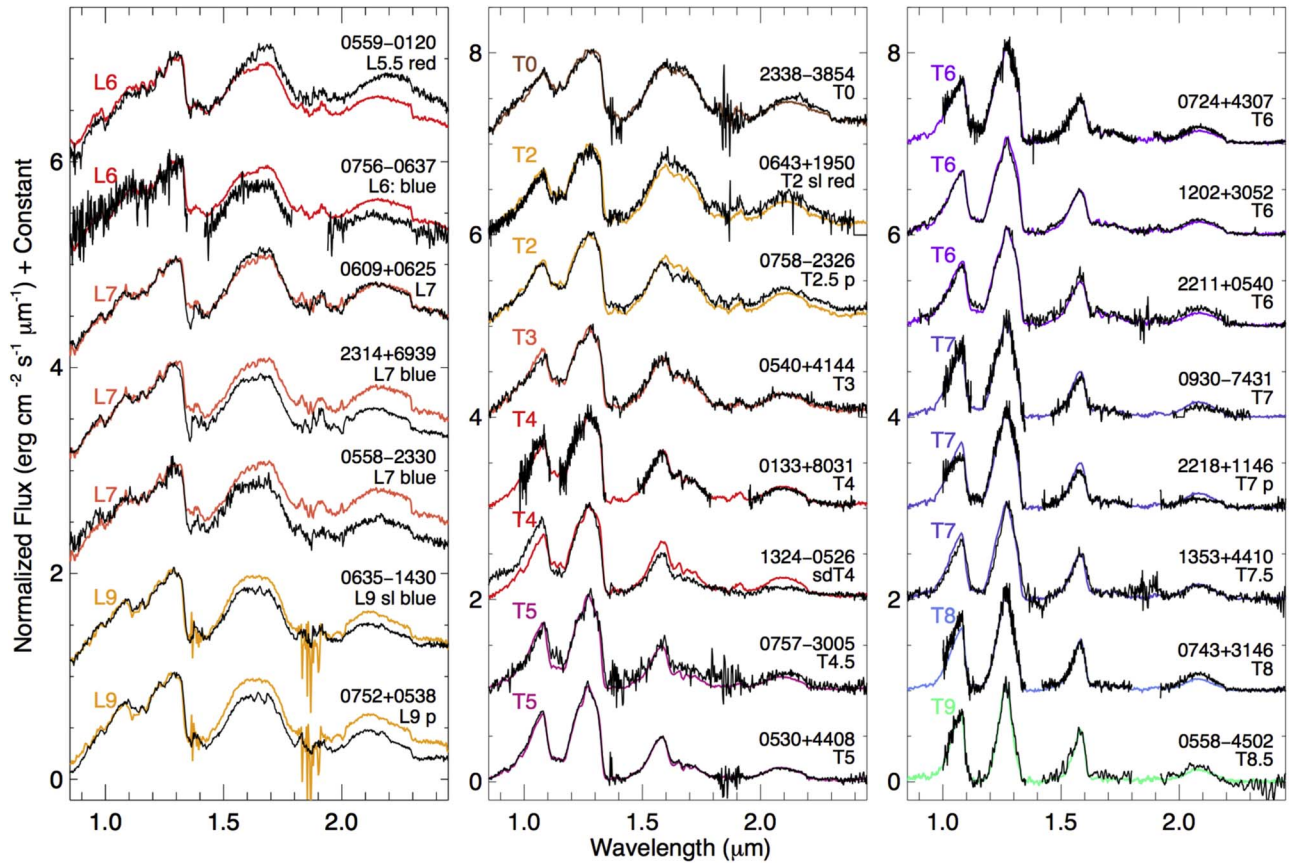 Normalized Flux (erg cm -2 s-1 μm-1) + Constant
6
4
2
0
L6
0559-0120
L5.5 red
L6
0756-0637
L6: blue
L7
0609+0625
L7
L7
2314+6939
L7 blue
L7
0558-2330
L7 blue
L9
0635-1430
L9 sl blue
L9
0752+0538
L9 p
1.0 1.5 2.0
8
6
4
2
0
T0
2338-3854
T0
T2
0643+1950
T2 sl red
T2
0758-2326
T2.5 p
T3
0540+4144
T3
T4
0133+8031
T4
T4
1324-0526
sdT4
T5
0757-3005
T4.5
T5
0530+4408
T5
1.0 1.5 2.0
Wavelength (μm)
8
6
4
2
0
T6
0724+4307
T6
T6
1202+3052
T6
T6
2211+0540
T6
T7
0930-7431
T7
T7
2218+1146
T7 p
T7
1353+4410
T7.5
T8
0743+3146
T8
T9
0558-4502
T8.5
1.0 1.5 2.0